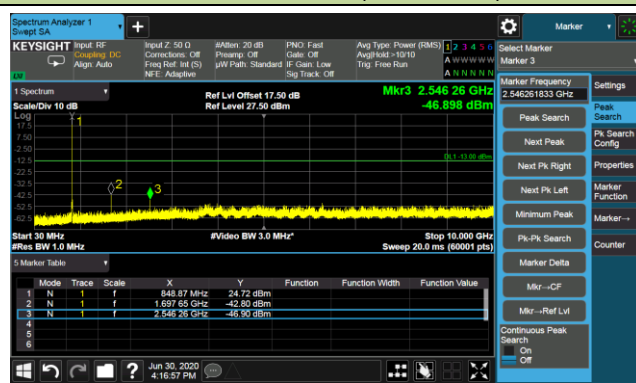 Spectrum Analyzer 1
Swept SA
Marker
KEYSIGHT
Input: RF
Coupling: DC
Align: Auto
Input Z: 50 Ω
Corrections: Off
Freq Ref: Int (S)
NFE: Adaptive
#Atten: 20 dB
Preamp: Off
µW Path: Standard
PNO: Fast
Gate: Off
IF Gain: Low
Sig Track: Off
Avg Type: Power (RMS)
Avg|Hold:>10/10
Trig: Free Run
1 2 3 4 5 6
A W W W W W
A N N N N N
Select Marker
Marker 3
Marker Frequency
2.546261833 GHz
Settings
Peak Search
Next Peak
Next Pk Right
Next Pk Left
Minimum Peak
Pk-Pk Search
Marker Delta
Mkr→CF
Mkr→Ref Lvl
Continuous Peak
Search
On
Off
Peak
Search
Pk Search
Config
Properties
Marker
Function
Marker→
Counter
1 Spectrum
Scale/Div 10 dB
Ref Lvl Offset 17.50 dB
Ref Level 27.50 dBm
Mkr3 2.546 26 GHz
-46.898 dBm
Log
17.5
7.50
-2.50
-12.5
-22.5
-32.5
-42.5
-52.5
-62.5
1
2
3
DL1 -13.00 dBm
Start 30 MHz
#Res BW 1.0 MHz
#Video BW 3.0 MHz*
Stop 10.000 GHz
Sweep 20.0 ms (60001 pts)
5 Marker Table
Mode Trace Scale X Y Function Function Width Function Value
1 N 1 f 848.87 MHz 24.72 dBm
2 N 1 f 1.697 65 GHz -42.80 dBm
3 N 1 f 2.546 26 GHz -46.90 dBm
4
5
6
Jun 30, 2020
4:16:57 PM